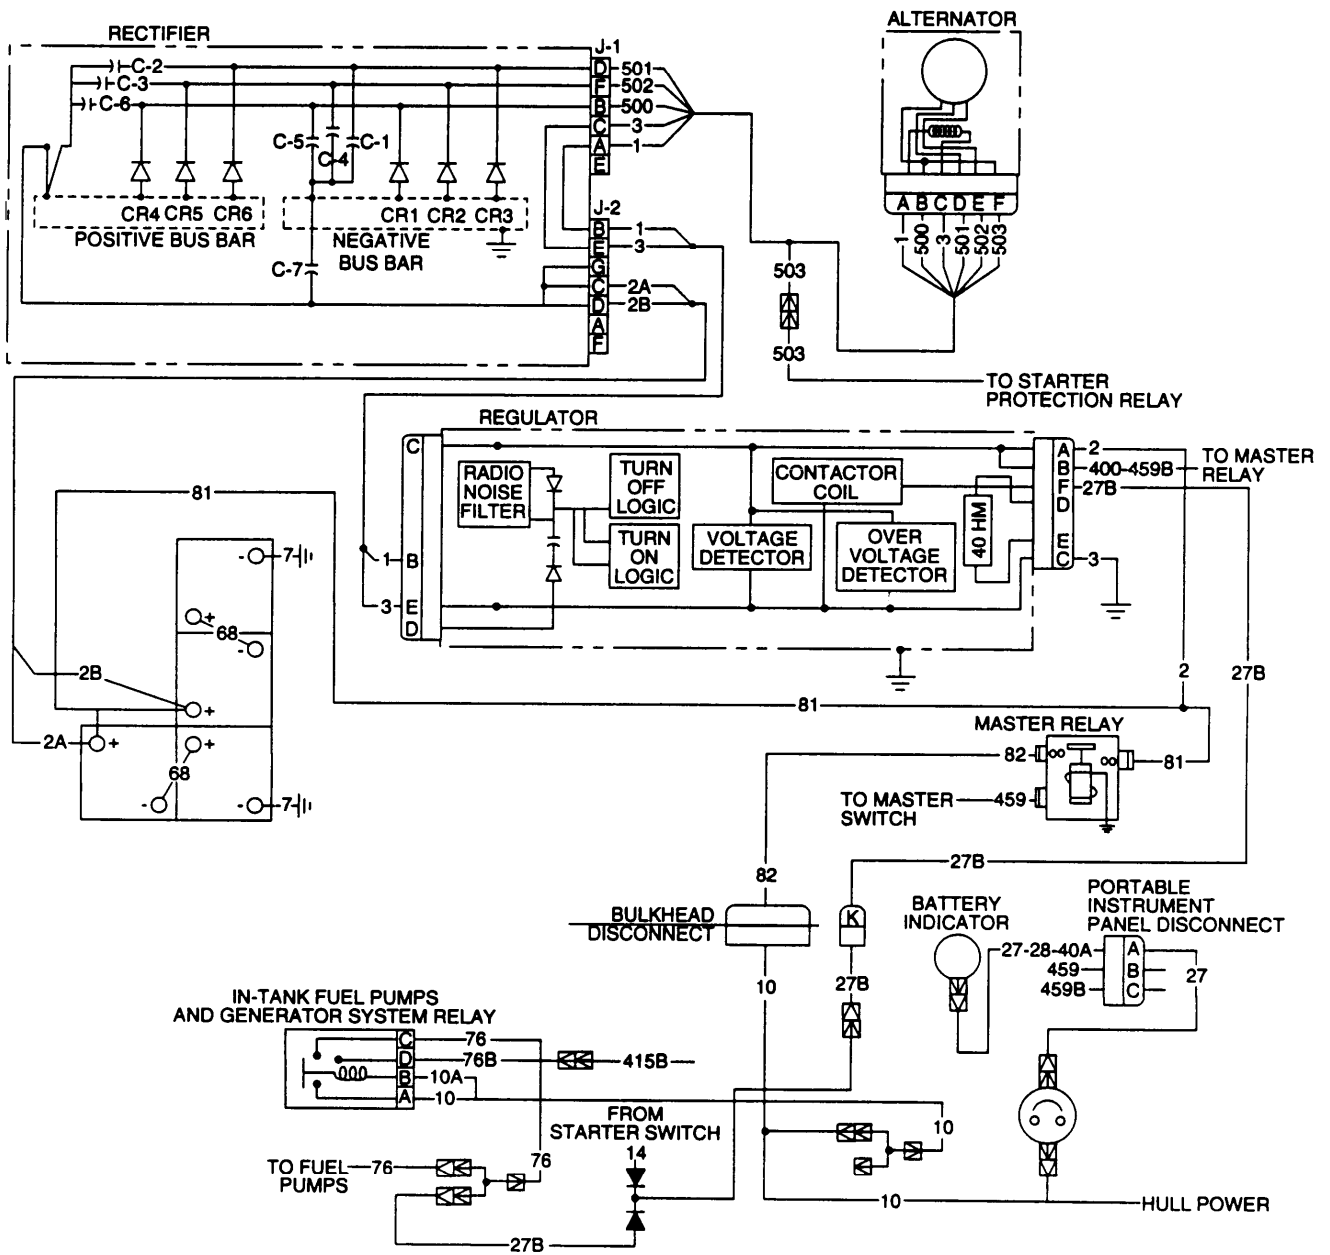 RECTIFIER
J-1
ALTERNATOR
C-2
C-3
C-6
D 501
F 502
B 500
C 3
A 1
E
C-5
C-4
C-1
CR4 CR5 CR6
POSITIVE BUS BAR
CR1 CR2 CR3
NEGATIVE
BUS BAR
C-7
J-2
B 1
E 3
G
C 2A
D 2B
A
F
A B C D E F
1 500 3 501 502 503
503
503
TO STARTER
PROTECTION RELAY
REGULATOR
C
1 B
3 E
D
RADIO
NOISE
FILTER
TURN
OFF
LOGIC
TURN
ON
LOGIC
CONTACTOR
COIL
VOLTAGE
DETECTOR
OVER
VOLTAGE
DETECTOR
40 HM
A 2
B 400-459B
F 27B
D
E
C 3
TO MASTER
RELAY
81
- 7
+
68
-
2B
+
2A +
+
68
-
- 7
81
2
27B
MASTER RELAY
82
81
TO MASTER
SWITCH
459
27B
82
BULKHEAD
DISCONNECT
K
BATTERY
INDICATOR
PORTABLE
INSTRUMENT
PANEL DISCONNECT
27-28-40A A
459 B
459B C
27
10
27B
IN-TANK FUEL PUMPS
AND GENERATOR SYSTEM RELAY
C 76
D 76B
415B
B 10A
A 10
FROM
STARTER SWITCH
14
10
TO FUEL
PUMPS
76
76
10
HULL POWER
27B